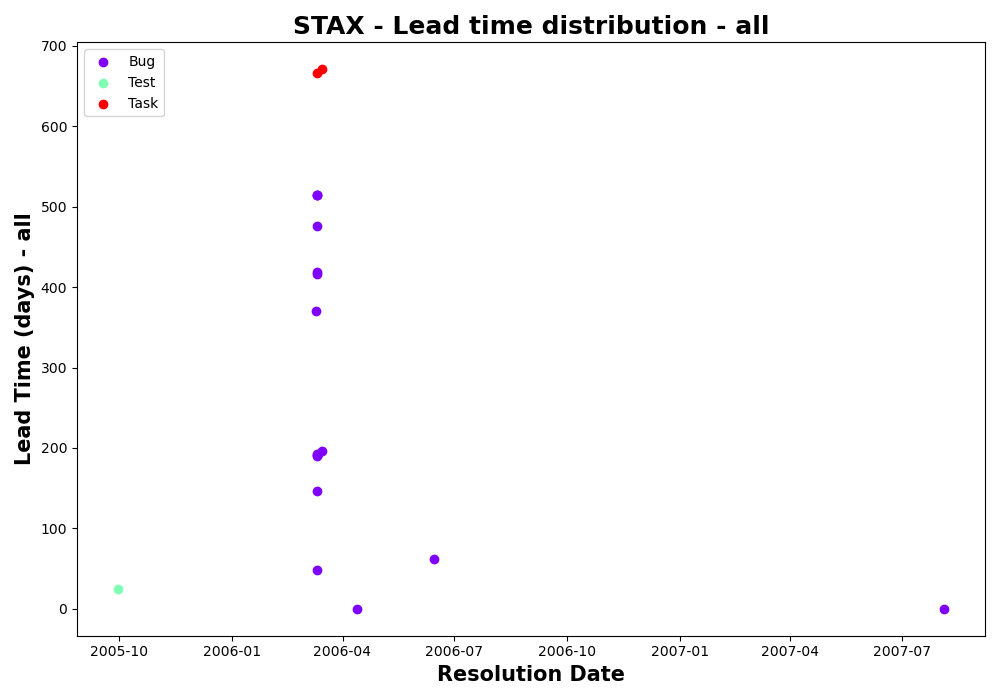 STAX - Lead time distribution - all
Lead Time (days) - all
700
600
500
400
300
200
100
0
Bug
Test
Task
2005-10
2006-01
2006-04
2006-07
2006-10
2007-01
2007-04
2007-07
Resolution Date